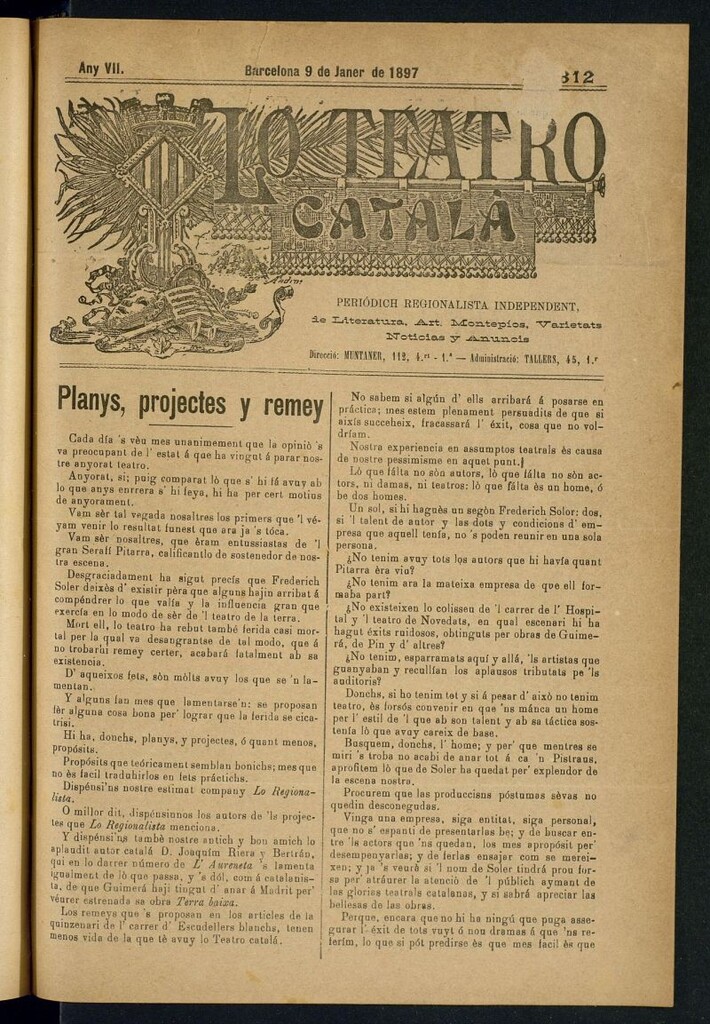 Any VII.
Barcelona 9 de Janer de 1897
312
LO TEATRO
CATALÀ
PERIÓDICH REGIONALISTA INDEPENDENT,
de Literatura, Art, Montepíos, Varietats
Noticias y Anuncis
Direcció: MUNTANER, 112, 4.rt - 1.ª — Administració: TALLERS, 45, 1.r
Planys, projectes y remey
Cada día 's véu mes unanimement que la opinió 's
va preocupant de l' estat á que ha vingut á parar nos-
tre anyorat teatro.
Anyorat, si; puig comparat lò que s' hi fá avuy ab
lo que anys enrrera s' hi feya, hi ha per cert motius
de anyorament.
Vam sèr tal vegada nosaltres los primers que 'l vé-
yam venir lo resultat funest que ara ja 's tóca.
Vam sèr nosaltres, que èram entussiastas de 'l
gran Serafí Pitarra, calificantlo de sostenedor de nos-
tra escena.
Desgraciadament ha sigut precís que Frederich
Soler deixés d' existir pèra que alguns hajin arribat á
compéndrer lo que valía y la influencia gran que
exercía en lo modo de sèr de 'l teatro de la terra.
Mort ell, lo teatro ha rebut també ferida casi mor-
tal per la qual va desangrantse de tal modo, que á
no trobarui remey certer, acabará fatalment ab sa
existencia.
D' aqueixos fets, són mòlts avuy los que se 'n la-
mentan.
Y alguns fan mes que lamentarse'n: se proposan
fèr alguna cosa bona per' lograr que la ferida se cica-
trisi.
Hi ha, donchs, planys, y projectes, ó quant menos,
propósits.
Propósits que teóricament semblan bonichs; mes que
no és facil traduhirlos en fets práctichs.
Dispénsi'ns nostre estimat company Lo Regiona-
lista.
O millor dit, dispénsinnos los autors de 'ls projec-
tes que Lo Regionalista menciona.
Y dispénsi'ns també nostre antich y bon amich lo
aplaudit autor catalá D. Joaquim Riera y Bertrán,
qui en lo darrer número de L' Aureneta 's lamenta
igualment de lò que passa, y 's dól, com á catalanis-
ta, de que Guimerá haji tingut d' anar á Madrit per'
véurer estrenada sa obra Terra baixa.
Los remeys que 's proposan en los articles de la
quinzenari de l' carrer d' Escudellers blanchs, tenen
menos vida de la que té avuy lo Teatro catalá.
No sabem si algún d' ells arribará á posarse en
práctica; mes estem plenament persuadits de que si
aixís succeheix, fracassará l' éxit, cosa que no vol-
dríam.
Nostra experiencia en assumptos teatrals és causa
de nostre pessimisme en aquet punt.
Lò que fálta no són autors, lò que fálta no són ac-
tors, ni damas, ni teatros: lò que fálta és un home, ó
be dos homes.
Un sol, si hi hagués un segón Frederich Soler: dos,
si 'l talent de autor y las dots y condicions d' em-
presa que aquell tenía, no 's poden reunir en una sola
persona.
¿No tenim avuy tots los autors que hi havía quant
Pitarra èra viu?
¿No tenim ara la mateixa empresa de que ell for-
maba part?
¿No existeixen lo colisseu de 'l carrer de l' Hospi-
tal y 'l teatro de Novedats, en qual escenari hi ha
hagut éxits ruidosos, obtinguts per obras de Guime-
rá, de Pin y d' altres?
¿No tenim, esparramats aquí y allá, 'ls artistas que
guanyaban y recullían los aplausos tributats pe 'ls
auditoris?
Donchs, si ho tenim tot y si á pesar d' aixó no tenim
teatro, és forsós convenir en que 'ns mánca un home
per l' estil de 'l que ab son talent y ab sa táctica sos-
tenía lò que avuy careix de base.
Busquem, donchs, l' home; y per' que mentres se
miri 's troba no acabi de anar tot á ca 'n Pistraus,
aprofitem lò que de Soler ha quedat per' explendor de
la escena nostra.
Procurem que las produccisns póstumas sèvas no
quedin desconegudas.
Vinga una empresa, siga entitat, siga personal,
que no s' espanti de presentarlas be; y de buscar en-
tre 'ls actors que 'ns quedan, los mes apropósit per'
desempenyarlas; y de ferlas ensajar com se merei-
xen; y ja 's veurá si 'l nom de Soler tindrá prou for-
sa per' atráurer la atenció de 'l públich aymant de
las glorias teatrals catalanas, y si sabrá apreciar las
bellesas de las obras.
Perque, encara que no hi ha ningú que puga asse-
gurar l' éxit de tots vuyt ó nou dramas á que 'ns re-
ferím, lo que si pót predirse és que mes facil és que